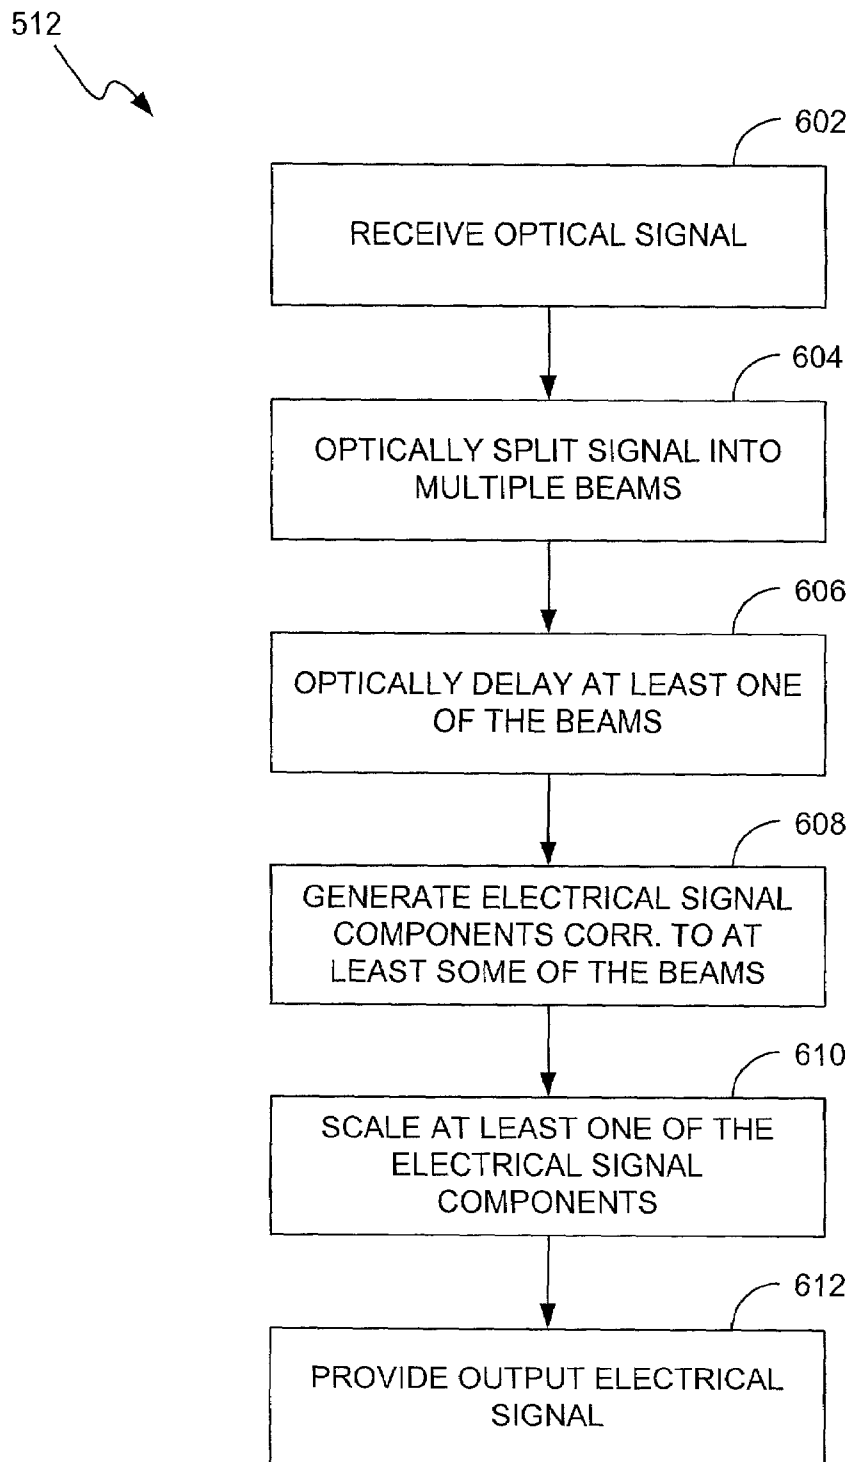 512
602
RECEIVE OPTICAL SIGNAL
604
OPTICALLY SPLIT SIGNAL INTO
MULTIPLE BEAMS
606
OPTICALLY DELAY AT LEAST ONE
OF THE BEAMS
608
GENERATE ELECTRICAL SIGNAL
COMPONENTS CORR. TO AT
LEAST SOME OF THE BEAMS
610
SCALE AT LEAST ONE OF THE
ELECTRICAL SIGNAL
COMPONENTS
612
PROVIDE OUTPUT ELECTRICAL
SIGNAL